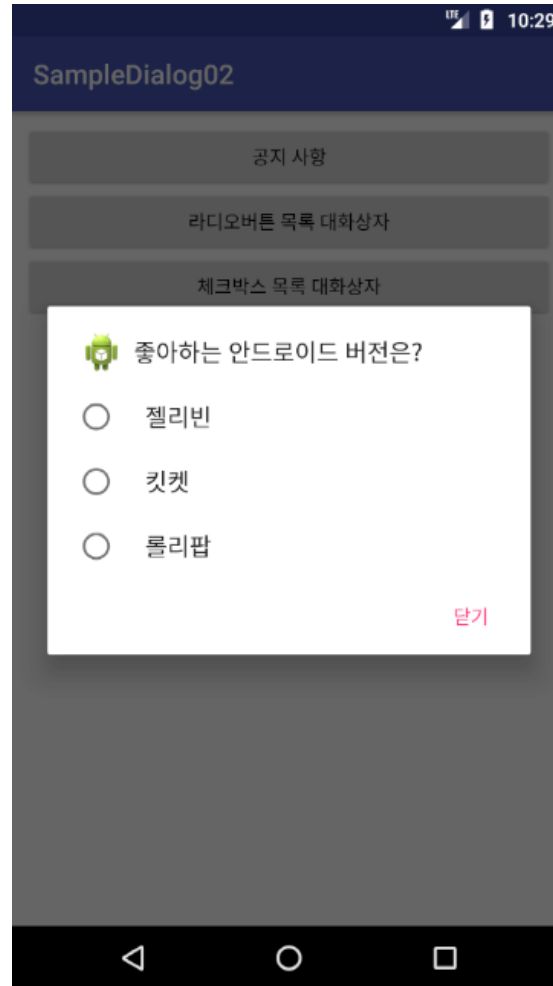 LTE 10:29
SampleDialog02
공지 사항
라디오버튼 목록 대화상자
체크박스 목록 대화상자
좋아하는 안드로이드 버전은?
젤리빈
킷켓
롤리팝
닫기